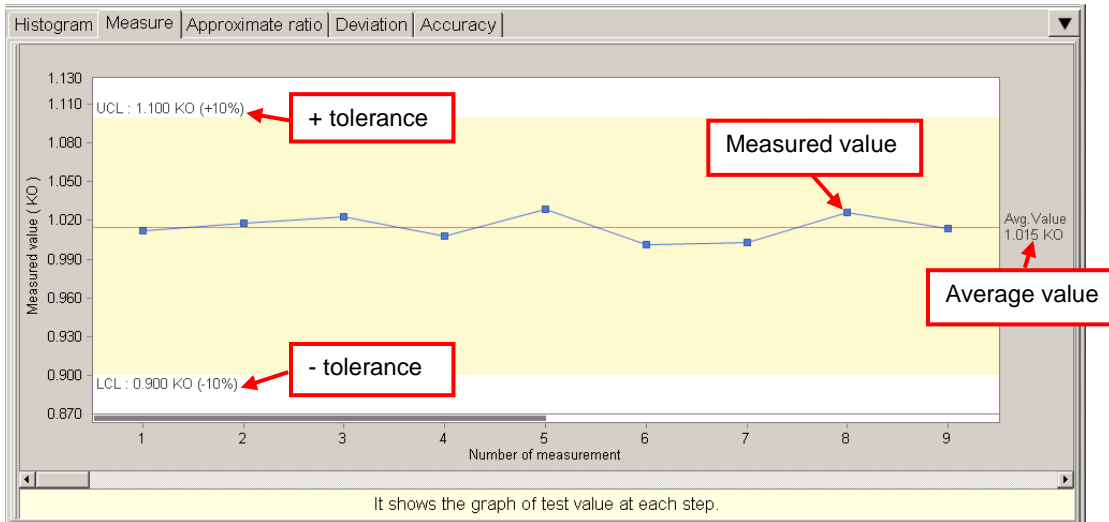 Histogram Measure Approximate ratio Deviation Accuracy
1.130
1.110
UCL : 1.100 KO (+10%)
+ tolerance
1.080
Measured value
1.050
Measured value ( KO )
1.020
Avg.Value
1.015 KO
0.990
0.960
Average value
0.930
0.900
- tolerance
LCL : 0.900 KO (-10%)
0.870
1 2 3 4 5 6 7 8 9
Number of measurement
It shows the graph of test value at each step.